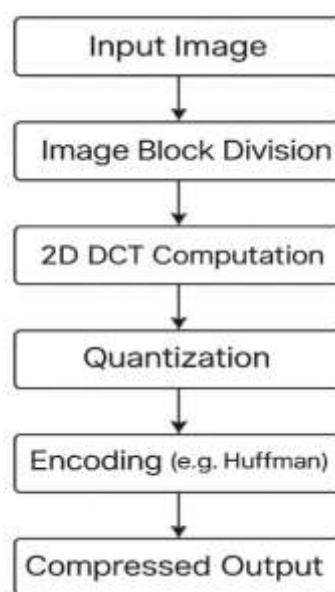 Input Image
Image Block Division
2D DCT Computation
Quantization
Encoding (e.g. Huffman)
Compressed Output